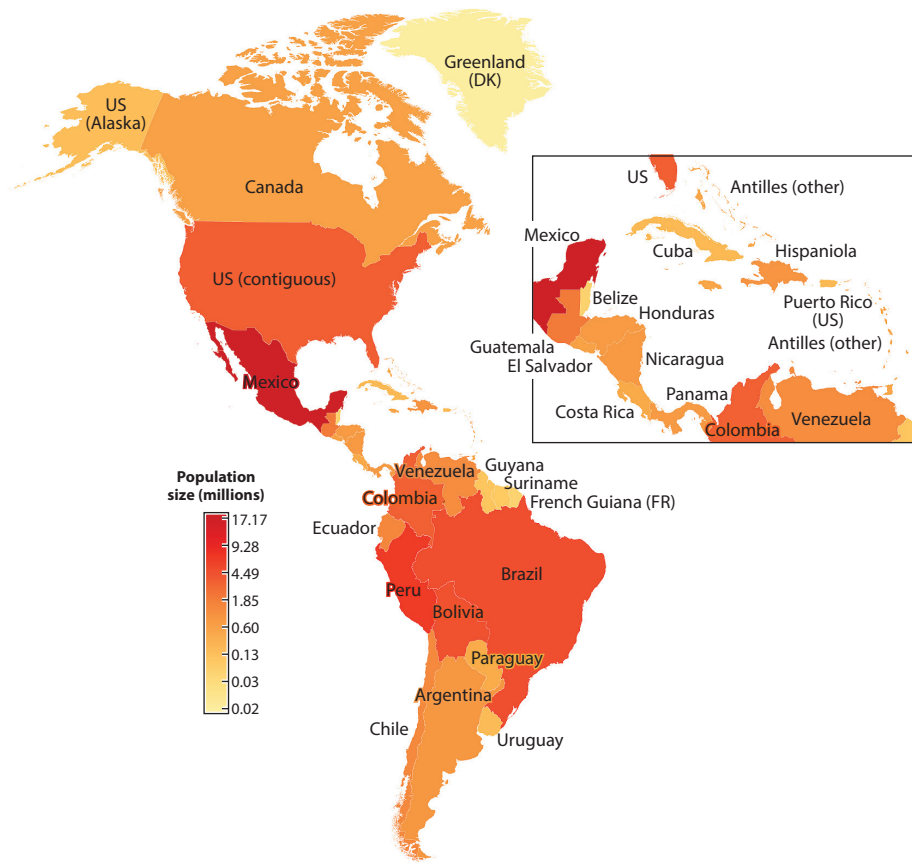 Greenland
(DK)
US
(Alaska)
Canada
US (contiguous)
Mexico
US
Antilles (other)
Mexico
Cuba
Hispaniola
Belize
Puerto Rico
(US)
Honduras
Antilles (other)
Guatemala
El Salvador
Nicaragua
Panama
Costa Rica
Venezuela
Colombia
Population
size (millions)
17.17
9.28
4.49
1.85
0.60
0.13
0.03
0.02
Venezuela
Guyana
Suriname
French Guiana (FR)
Colombia
Ecuador
Brazil
Peru
Bolivia
Paraguay
Argentina
Chile
Uruguay